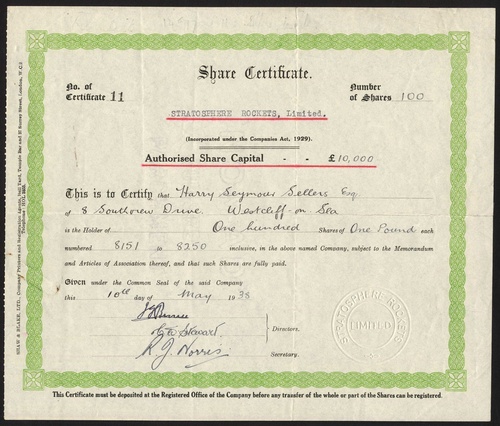 Share Certificate.
No. of
Certificate 11
Number
of Shares 100
STRATOSPHERE ROCKETS, Limited.
(Incorporated under the Companies Act, 1929)
Authorised Share Capital - - £10,000
This is to Certify that Harry Seymour Sellers Esq.
of 8 Southview Drive Westcliff-on Sea
is the Holder of One hundred Shares of One Pound each
numbered 8151 to 8250 inclusive, in the above named Company, subject to the Memorandum
and Articles of Association thereof, and that such Shares are fully paid.
Given under the Common Seal of the said Company
this 10th day of May 1938
Directors.
R. J. Norris
Secretary.
STRATOSPHERE ROCKETS
LIMITED
This Certificate must be deposited at the Registered Office of the Company before any transfer of the whole or part of the Shares can be registered.